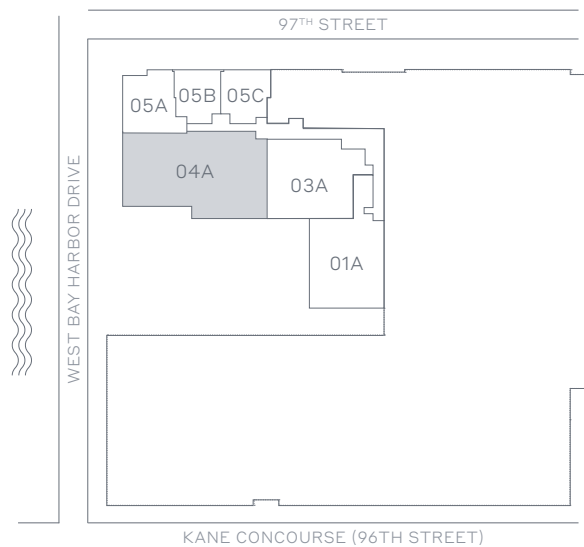 97TH STREET
05A
05B
05C
04A
03A
01A
WEST BAY HARBOR DRIVE
KANE CONCOURSE (96TH STREET)